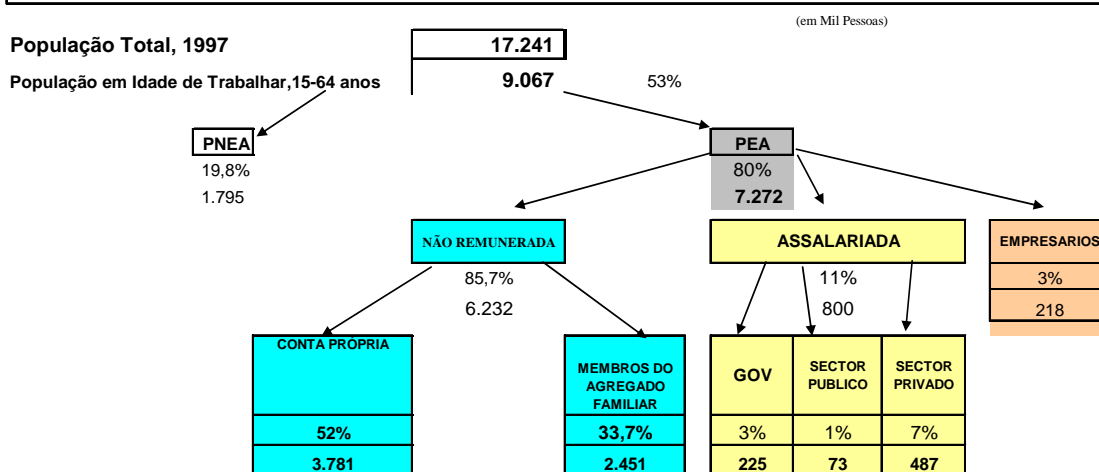 (em Mil Pessoas)
População Total, 1997 17.241
População em Idade de Trabalhar,15-64 anos 9.067 53%
PNEA PEA
19,8% 80%
1.795 7.272
NÃO REMUNERADA ASSALARIADA EMPRESARIOS
85,7% 11% 3%
6.232 800 218
CONTA PRÓPRIA
MEMBROS DO
AGREGADO
FAMILIAR
GOV
SECTOR
PUBLICO
SECTOR
PRIVADO
52% 33,7% 3% 1% 7%
3.781 2.451 225 73 487